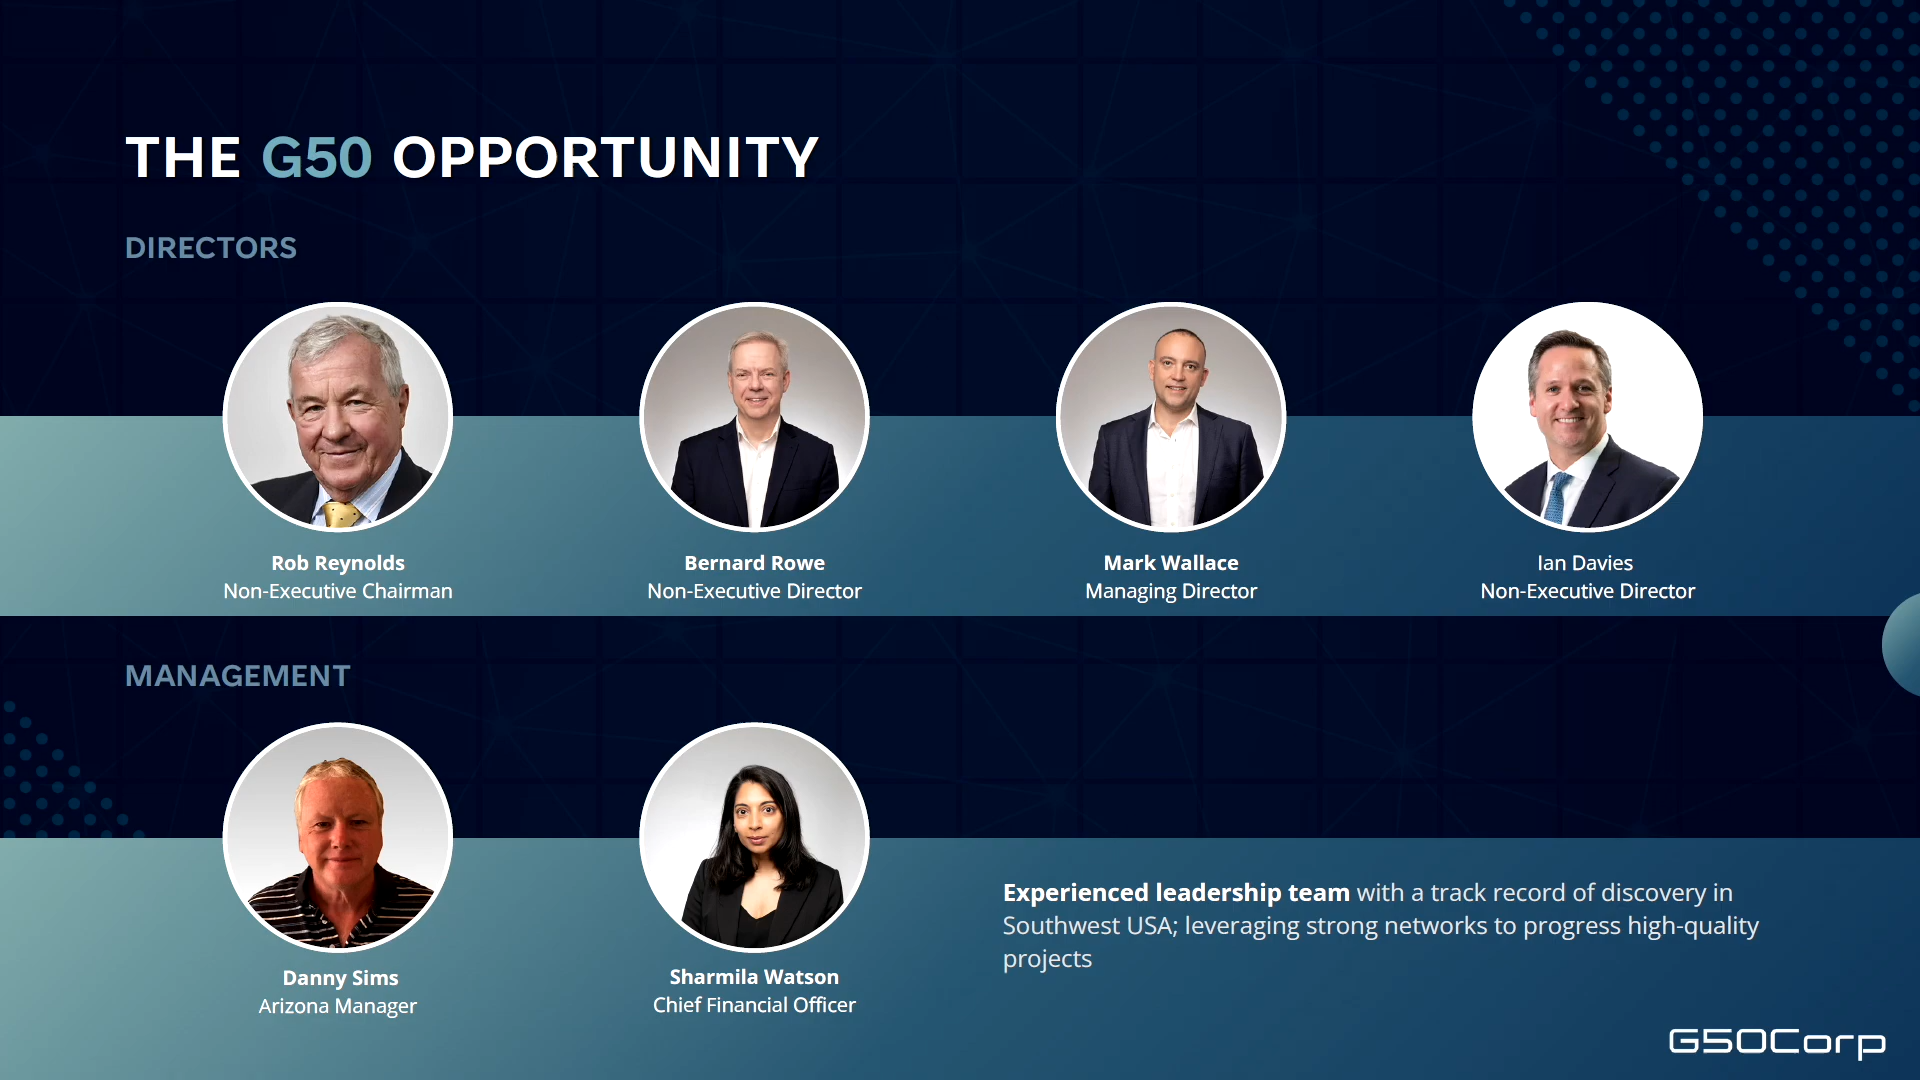 THE G50 OPPORTUNITY
DIRECTORS
Rob Reynolds
Non-Executive Chairman
Bernard Rowe
Non-Executive Director
Mark Wallace
Managing Director
Ian Davies
Non-Executive Director
MANAGEMENT
Danny Sims
Arizona Manager
Sharmila Watson
Chief Financial Officer
Experienced leadership team with a track record of discovery in
Southwest USA; leveraging strong networks to progress high-quality
projects
G50Corp